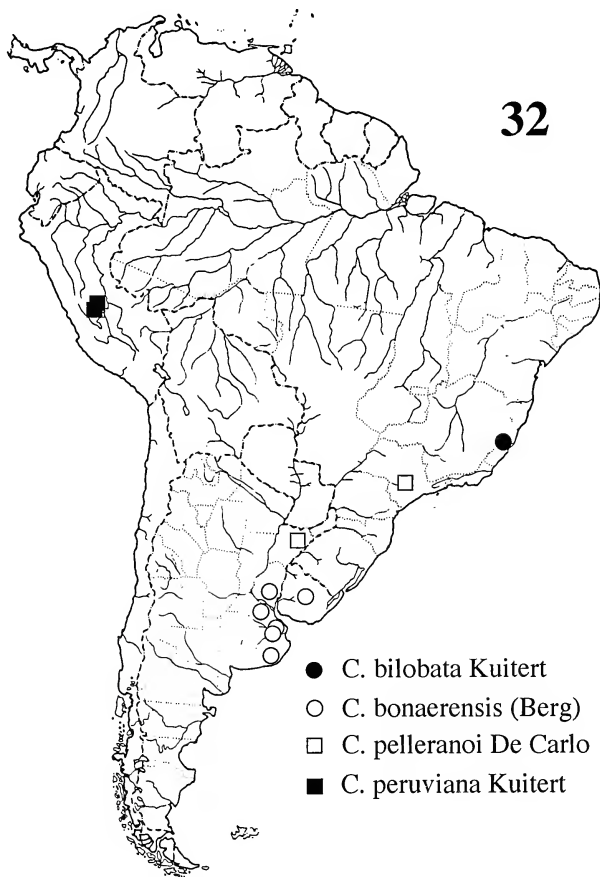 32
C. bilobata Kuitert
C. bonaerensis (Berg)
C. pelleranoi De Carlo
C. peruviana Kuitert